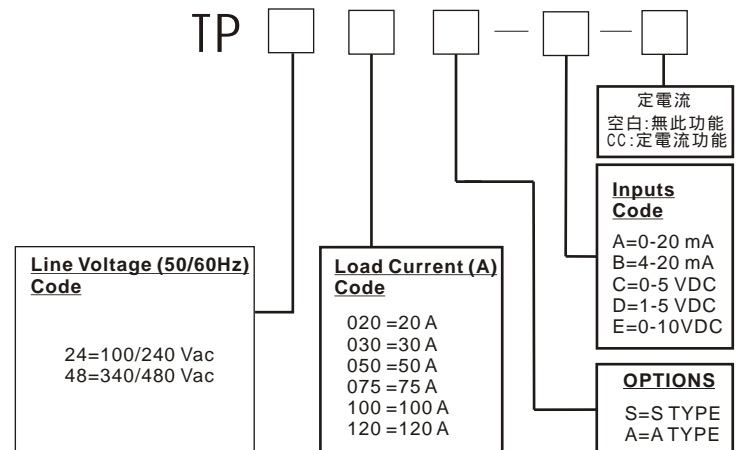 TP
定電流
空白:無此功能
CC:定電流功能
Inputs
Code
A=0-20 mA
B=4-20 mA
C=0-5 VDC
D=1-5 VDC
E=0-10VDC
Line Voltage (50/60Hz)
Code
24=100/240 Vac
48=340/480 Vac
Load Current (A)
Code
020 =20 A
030 =30 A
050 =50 A
075 =75 A
100 =100 A
120 =120 A
OPTIONS
S=S TYPE
A=A TYPE